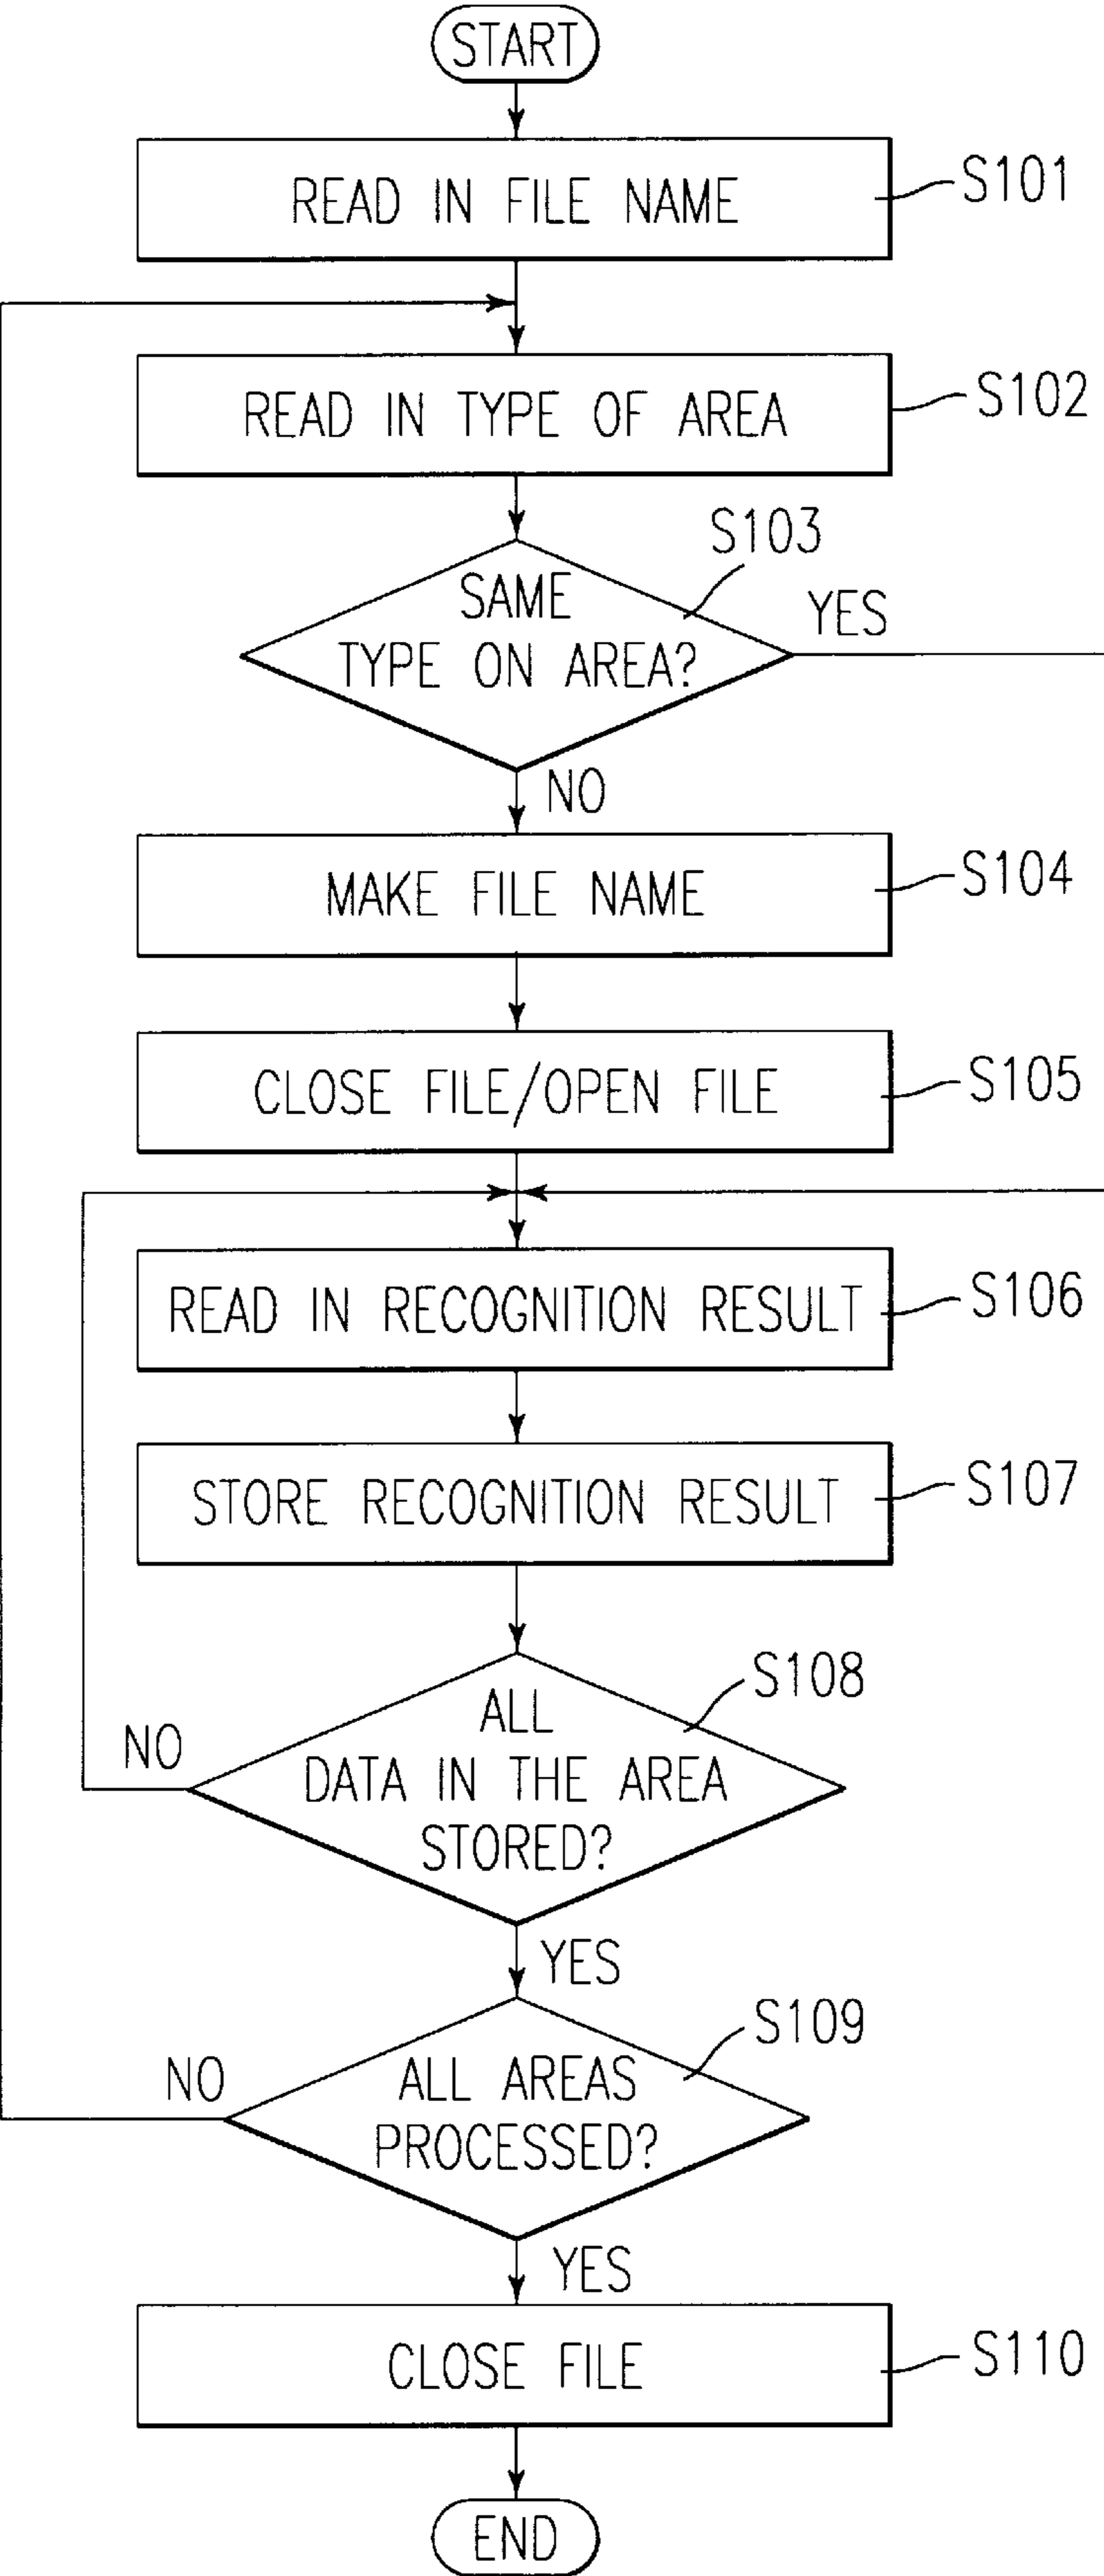 START
READ IN FILE NAME
S101
READ IN TYPE OF AREA
S102
S103
SAME
TYPE ON AREA?
YES
NO
MAKE FILE NAME
S104
CLOSE FILE/OPEN FILE
S105
READ IN RECOGNITION RESULT
S106
STORE RECOGNITION RESULT
S107
S108
ALL
DATA IN THE AREA
STORED?
NO
YES
S109
ALL AREAS
PROCESSED?
NO
YES
CLOSE FILE
S110
END